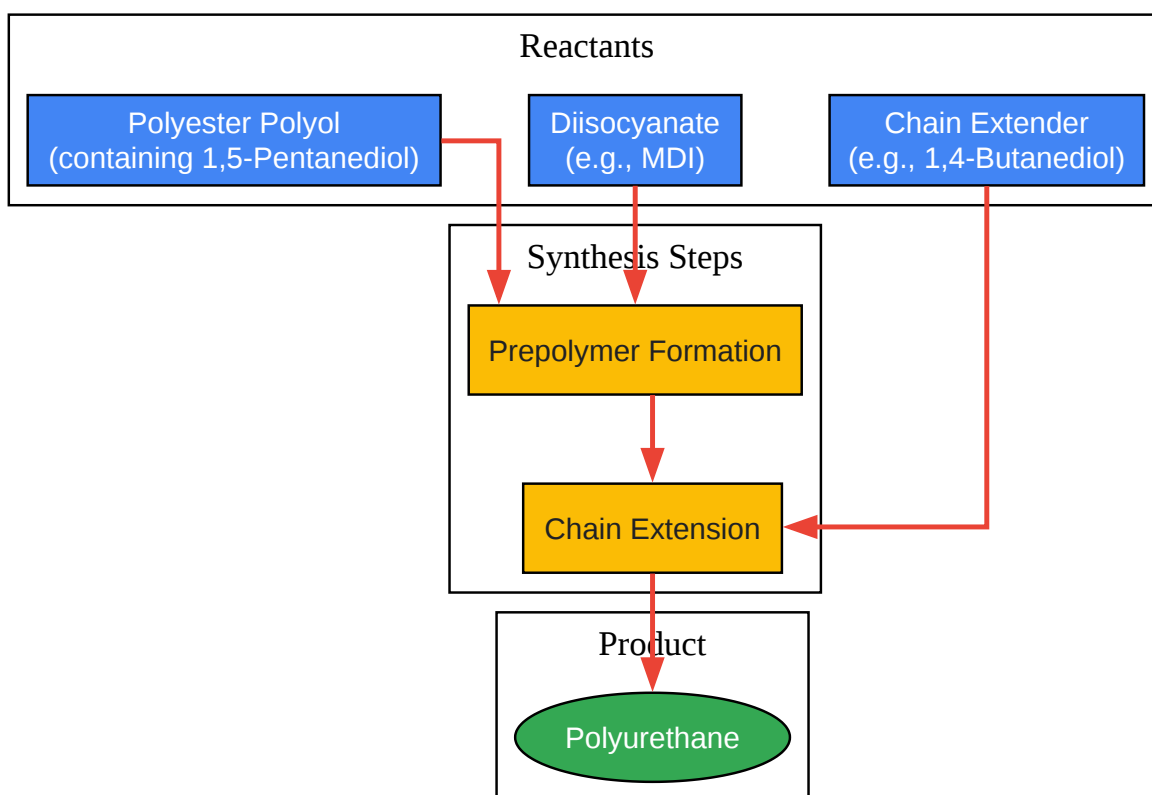 Reactants
Polyester Polyol
(containing 1,5-Pentanediol)
Diisocyanate
(e.g., MDI)
Chain Extender
(e.g., 1,4-Butanediol)
Synthesis Steps
Prepolymer Formation
Chain Extension
Product
Polyurethane